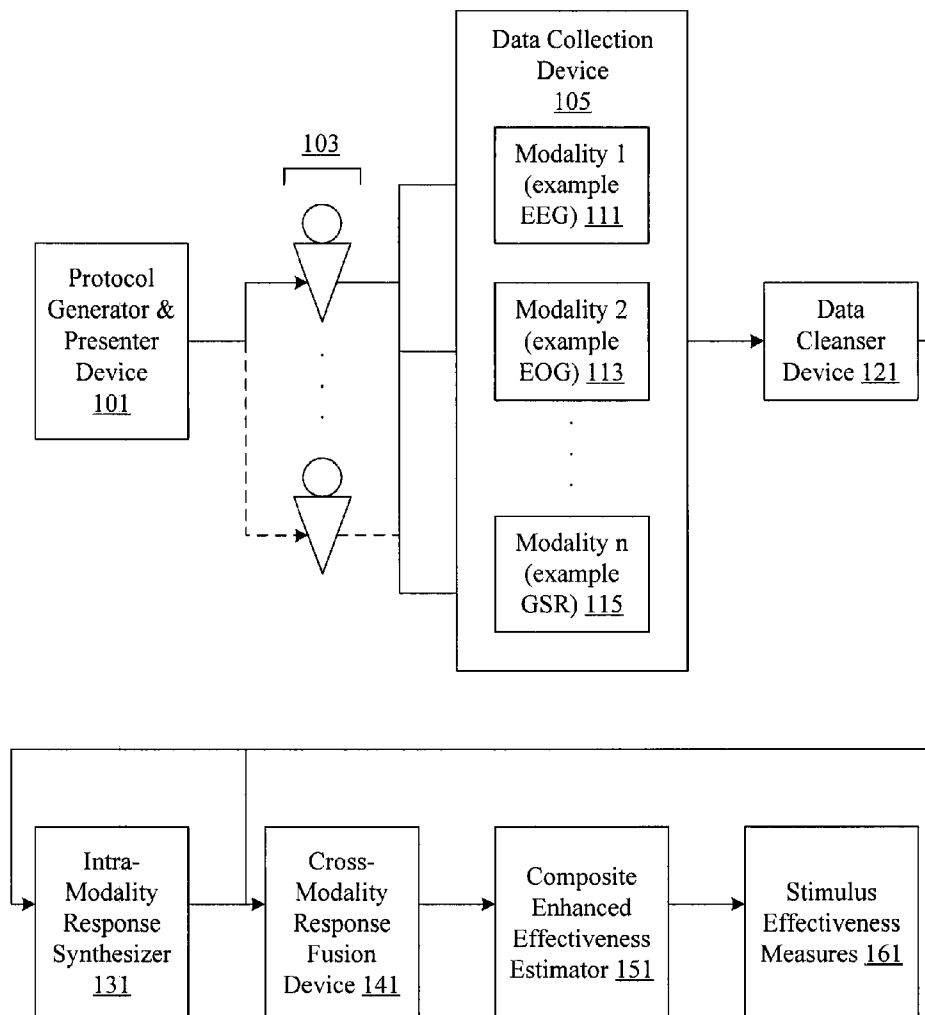 Data Collection
Device
105
103
Modality 1
(example
EEG) 111
Protocol
Generator &
Presenter
Device
101
Modality 2
(example
EOG) 113
Data
Cleanser
Device 121
Modality n
(example
GSR) 115
Intra-
Modality
Response
Synthesizer
131
Cross-
Modality
Response
Fusion
Device 141
Composite
Enhanced
Effectiveness
Estimator 151
Stimulus
Effectiveness
Measures 161